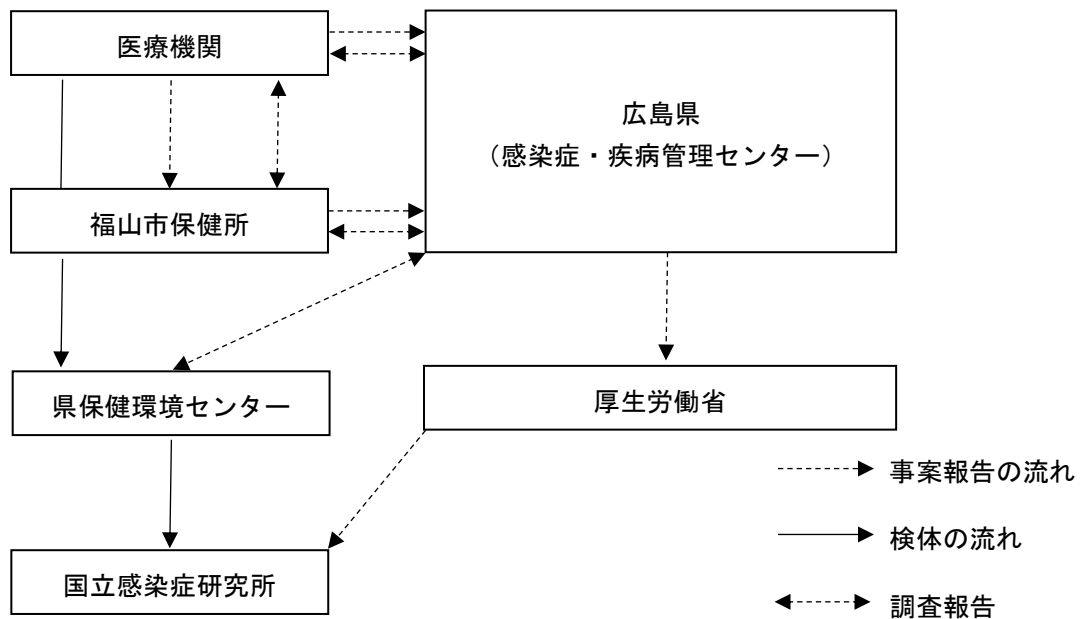 医療機関
広島県
（感染症・疾病管理センター）
福山市保健所
県保健環境センター
厚生労働省
国立感染症研究所
事案報告の流れ
検体の流れ
調査報告